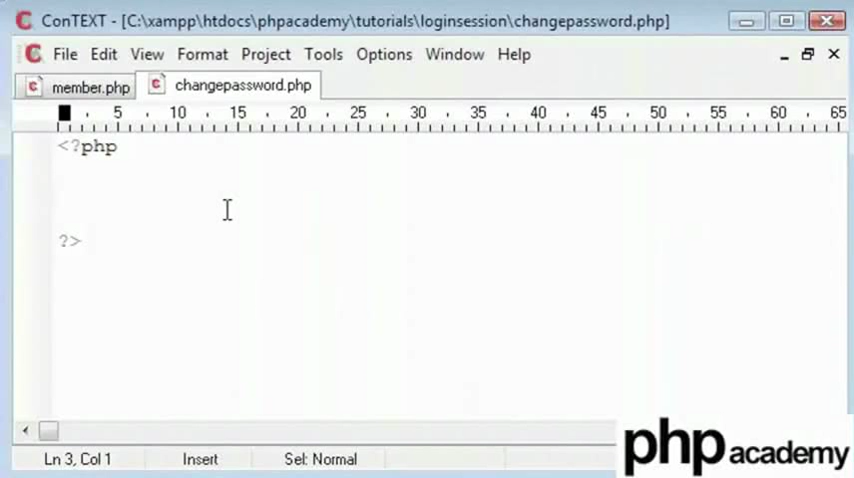 ConTEXT - [C:\xampp\htdocs\phpacademy\tutorials\loginsession\changepassword.php]
File Edit View Format Project Tools Options Window Help
member.php changepassword.php
5 10 15 20 25 30 35 40 45 50 55 60 65
<?php
?>
php academy
Ln 3, Col 1 Insert Sel: Normal